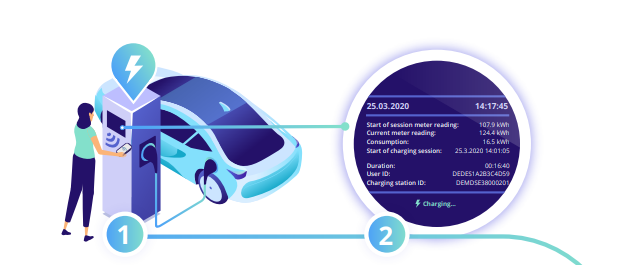 25.03.2020 14:17:45
Start of session meter reading: 107.9 kWh
Current meter reading: 124.4 kWh
Consumption: 16.5 kWh
Start of charging session: 25.3.2020 14:01:05
Duration: 00:16:40
User ID: DEDES1A2B3C4D59
Charging station ID: DEMDSE38000201
Charging...
1 2